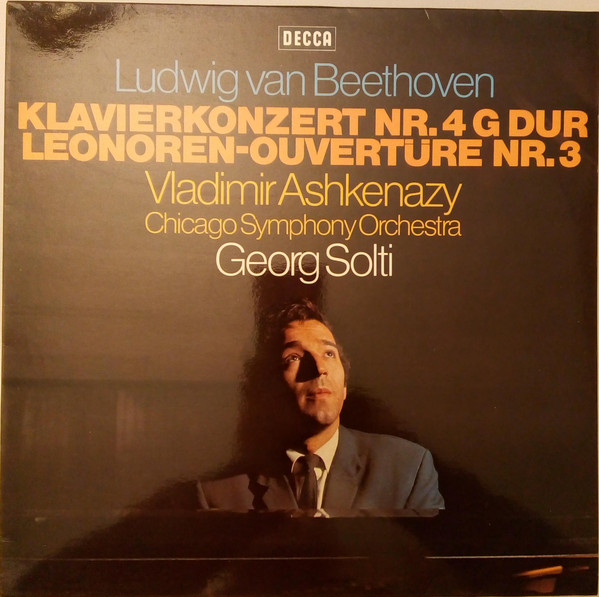 DECCA
Ludwig van Beethoven
KLAVIERKONZERT NR. 4 G DUR
LEONOREN-OUVERTÜRE NR. 3
Vladimir Ashkenazy
Chicago Symphony Orchestra
Georg Solti